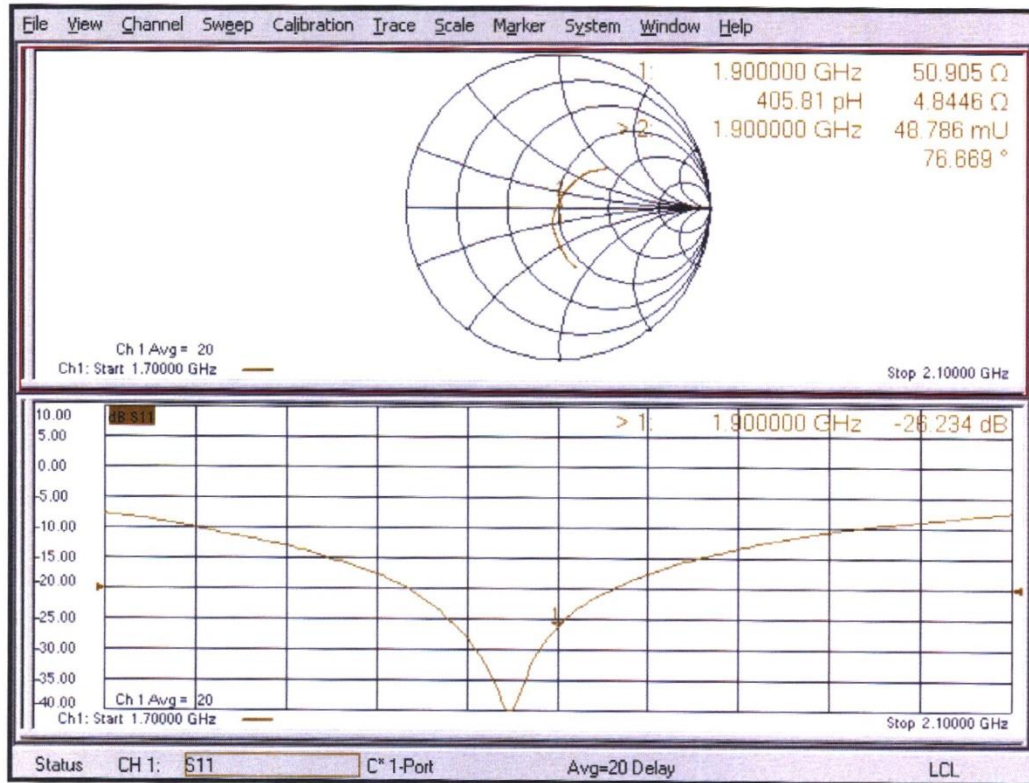 File View Channel Sweep Calibration Trace Scale Marker System Window Help
1: 1.900000 GHz 50.905 Ω
405.81 pH 4.8446 Ω
> 2: 1.900000 GHz 48.786 mU
76.669 °
1
Ch 1 Avg = 20
Ch1: Start 1.70000 GHz
Stop 2.10000 GHz
10.00
dB S11
> 1: 1.900000 GHz -26.234 dB
5.00
0.00
-5.00
-10.00
-15.00
-20.00
-25.00
1
-30.00
-35.00
-40.00
Ch 1 Avg = 20
Ch1: Start 1.70000 GHz
Stop 2.10000 GHz
Status CH 1: S11 C* 1-Port Avg=20 Delay LCL